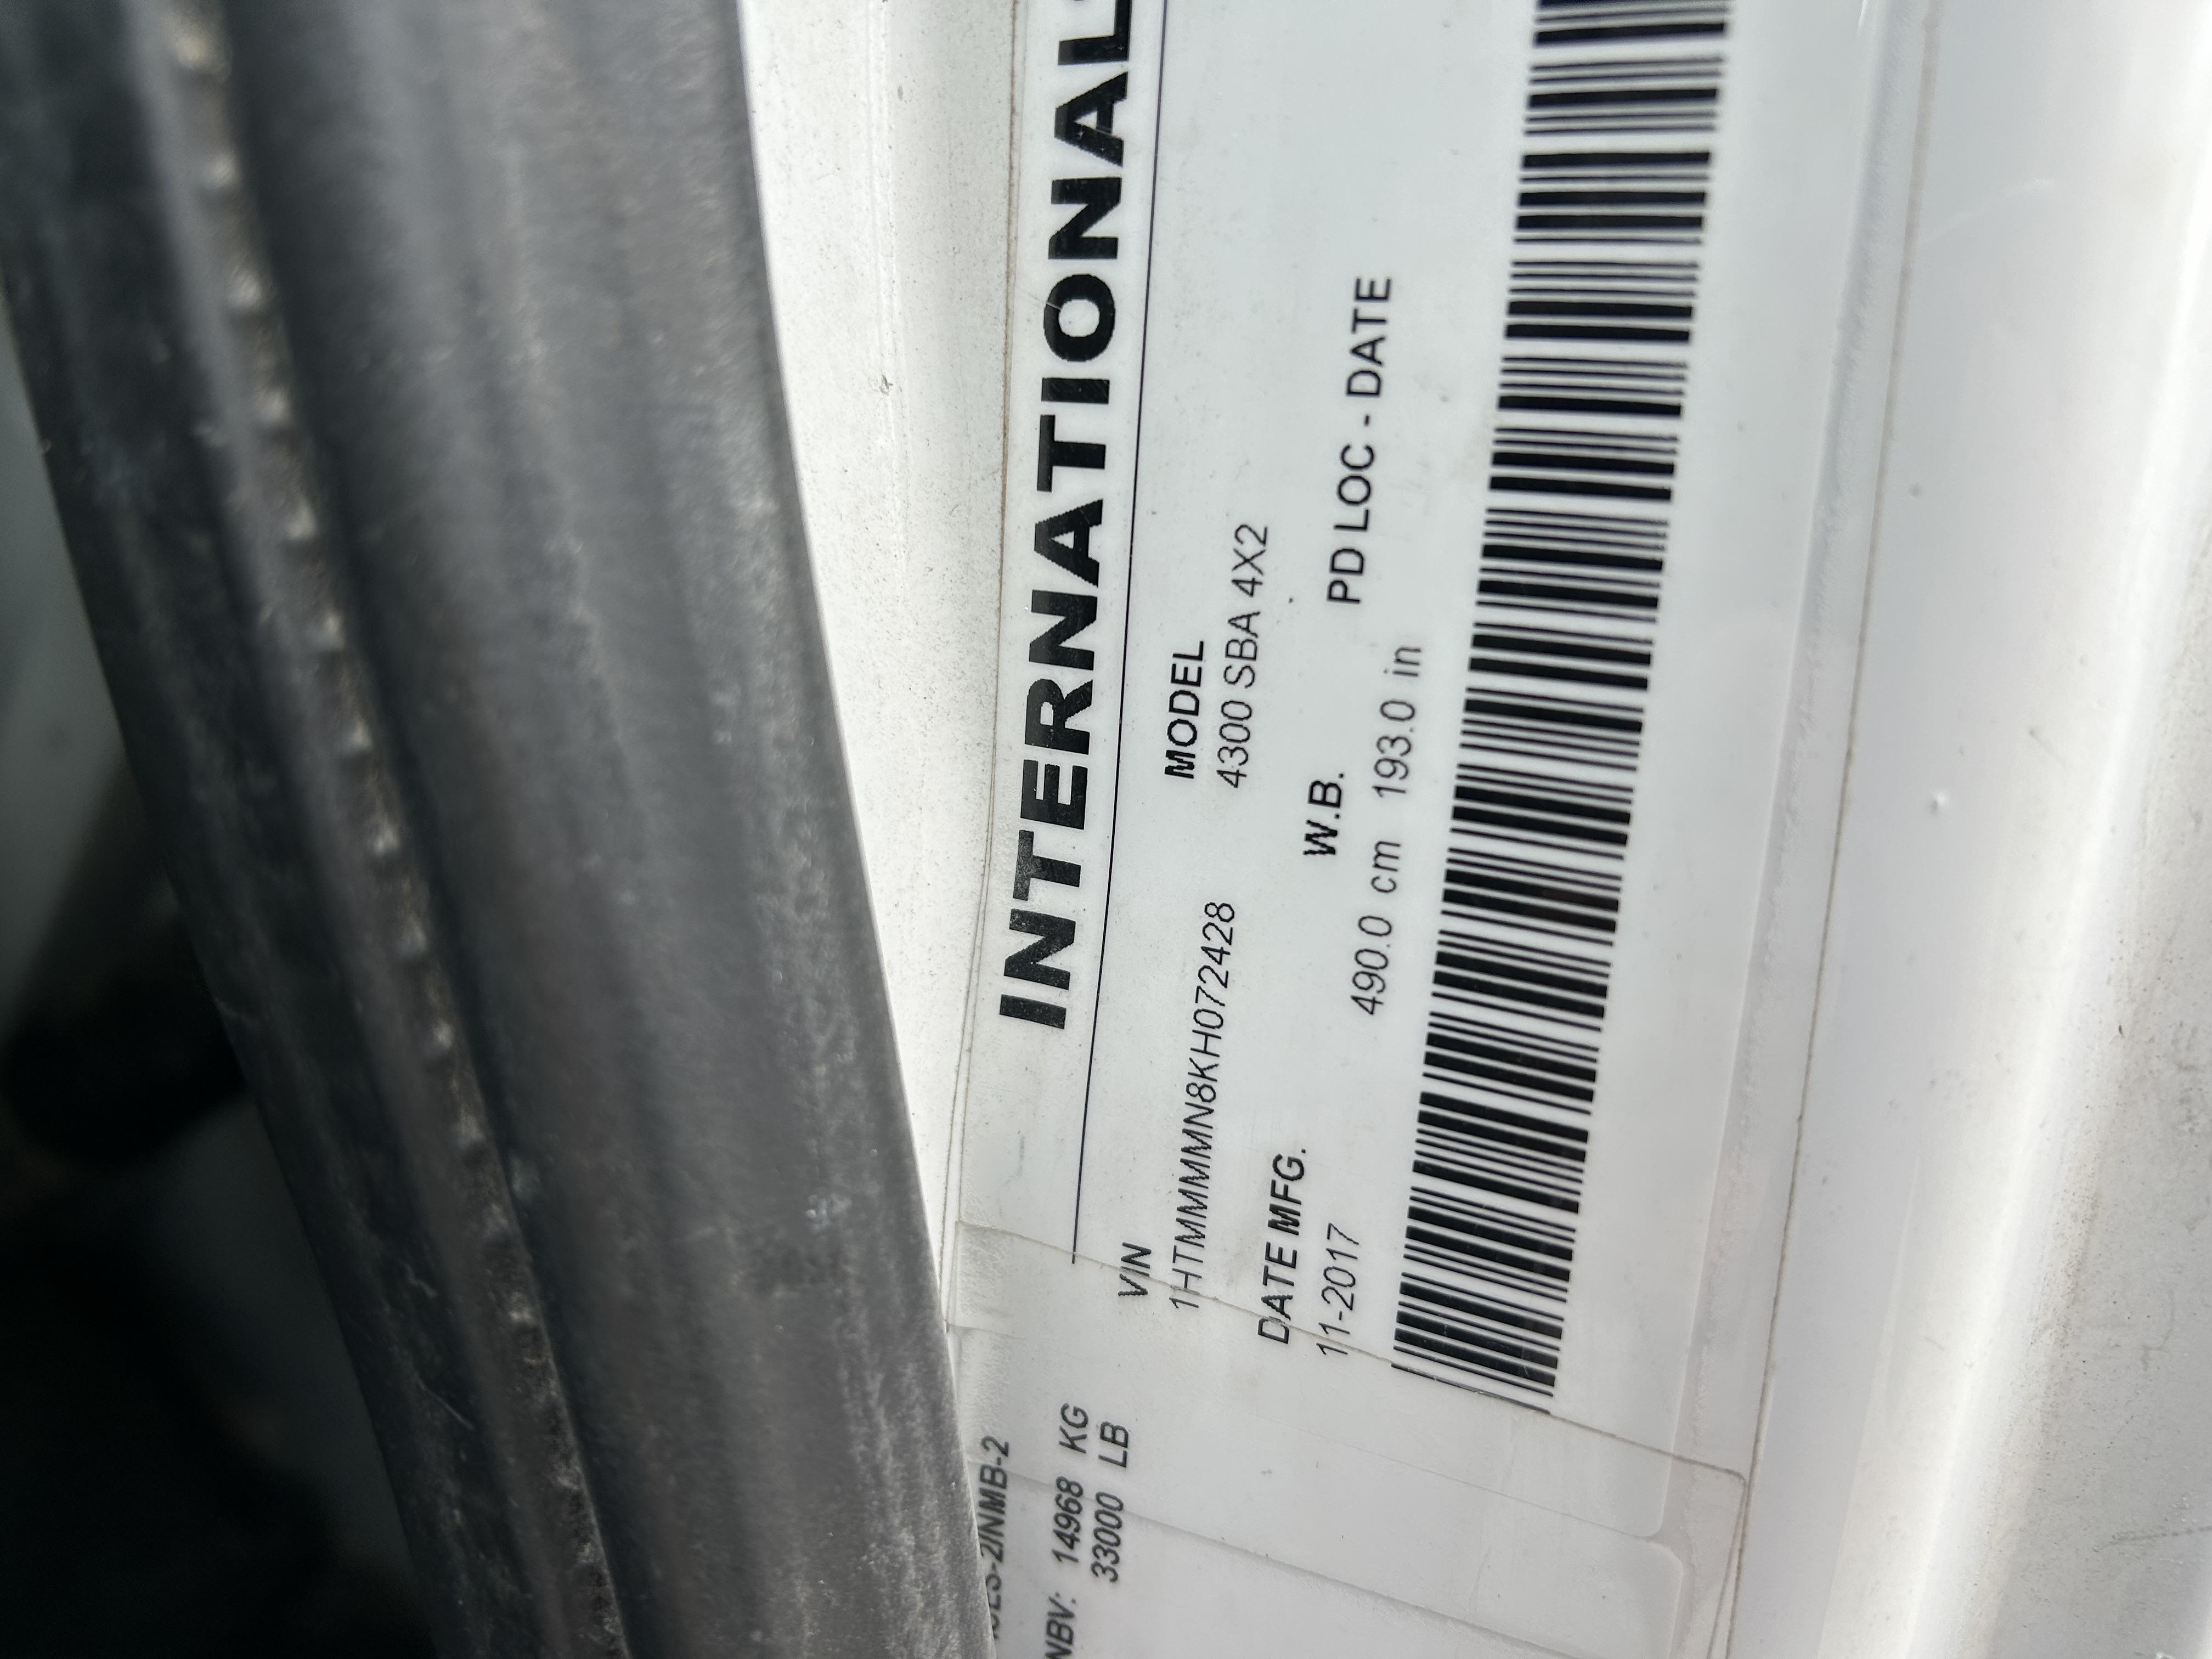 INTERNATIONAL
VIN
1HTMMMMN8KH072428
MODEL
4300 SBA 4X2
DATE MFG.
11-2017
W.B.
490.0 cm 193.0 in
PD LOC - DATE
14968 KG
33000 LB